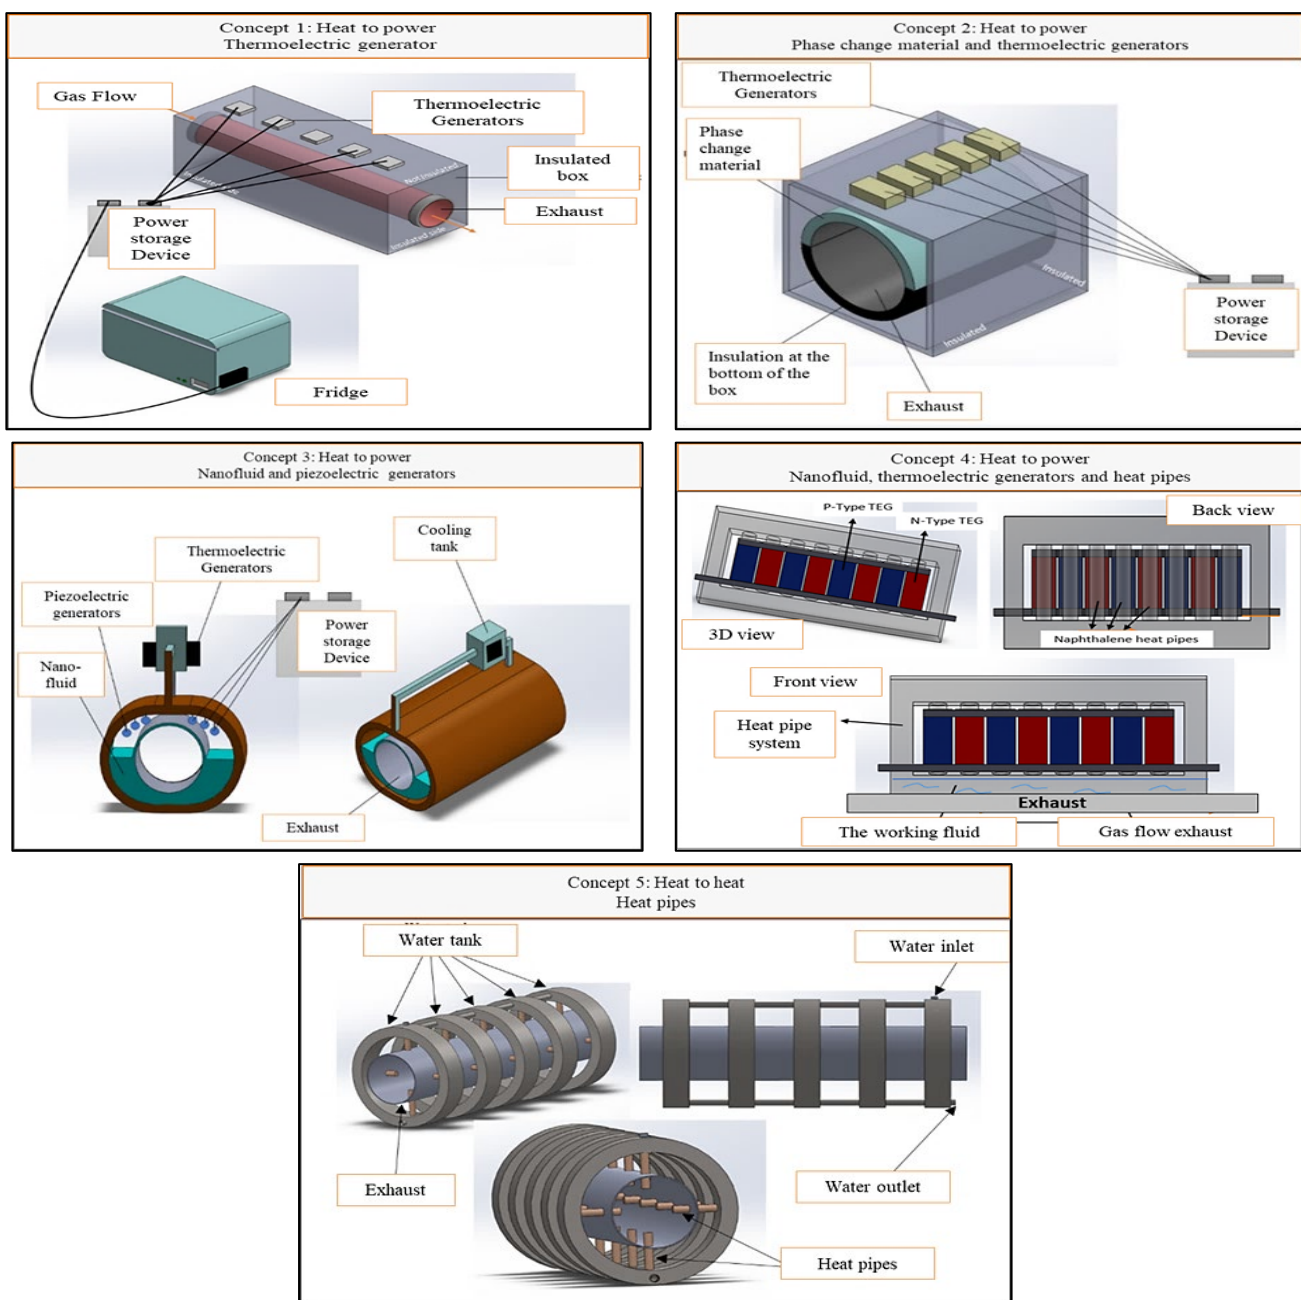 Concept 1: Heat to power
Thermoelectric generator
Gas Flow
Thermoelectric
Generators
Insulated
box
Not Insulated
Insulated side
Exhaust
Insulated side
Power
storage
Device
Fridge
Concept 2: Heat to power
Phase change material and thermoelectric generators
Thermoelectric
Generators
Phase
change
material
Insulated
Insulated
Power
storage
Device
Insulation at the
bottom of the
box
Exhaust
Concept 3: Heat to power
Nanofluid and piezoelectric generators
Cooling
tank
Thermoelectric
Generators
Piezoelectric
generators
Power
storage
Device
Nano-
fluid
Exhaust
Concept 4: Heat to power
Nanofluid, thermoelectric generators and heat pipes
P-Type TEG
N-Type TEG
Back view
3D view
Naphthalene heat pipes
Front view
Heat pipe
system
Exhaust
The working fluid
Gas flow exhaust
Concept 5: Heat to heat
Heat pipes
Water tank
Water inlet
Exhaust
Water outlet
Heat pipes